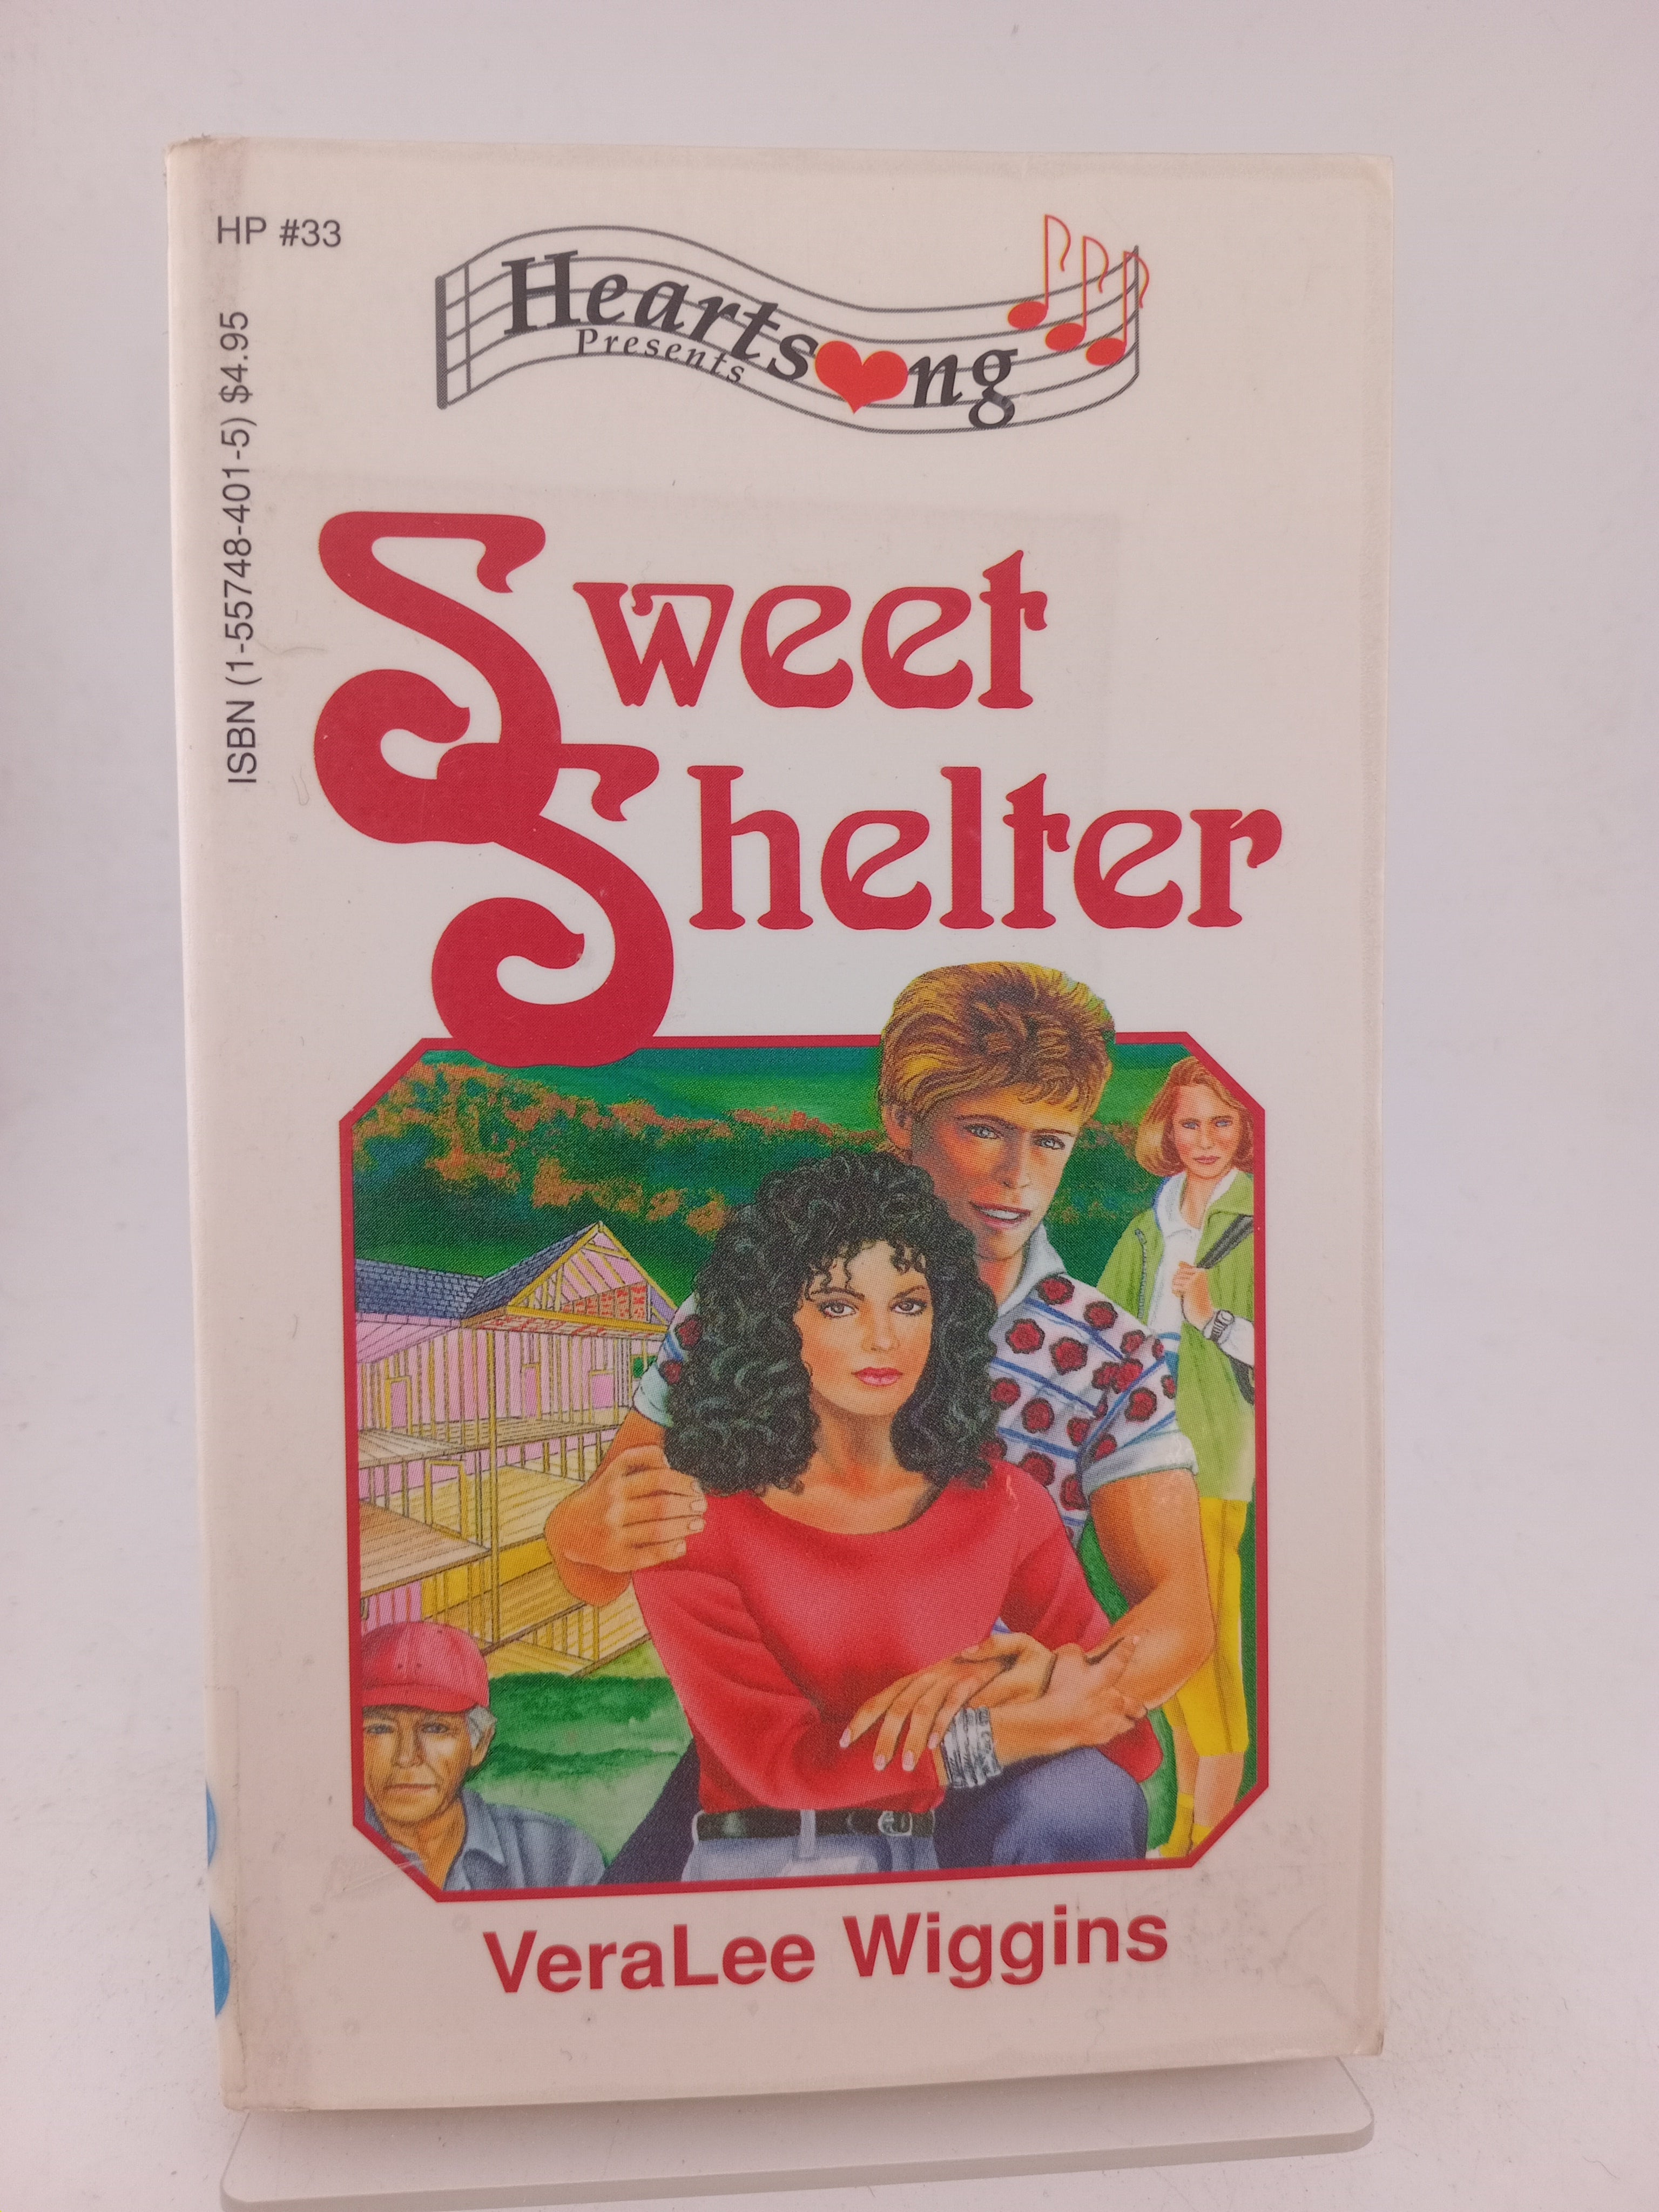 HP #33
ISBN (1-55748-401-5) $4.95
Heartsong
Presents
Sweet
Shelter
VeraLee Wiggins